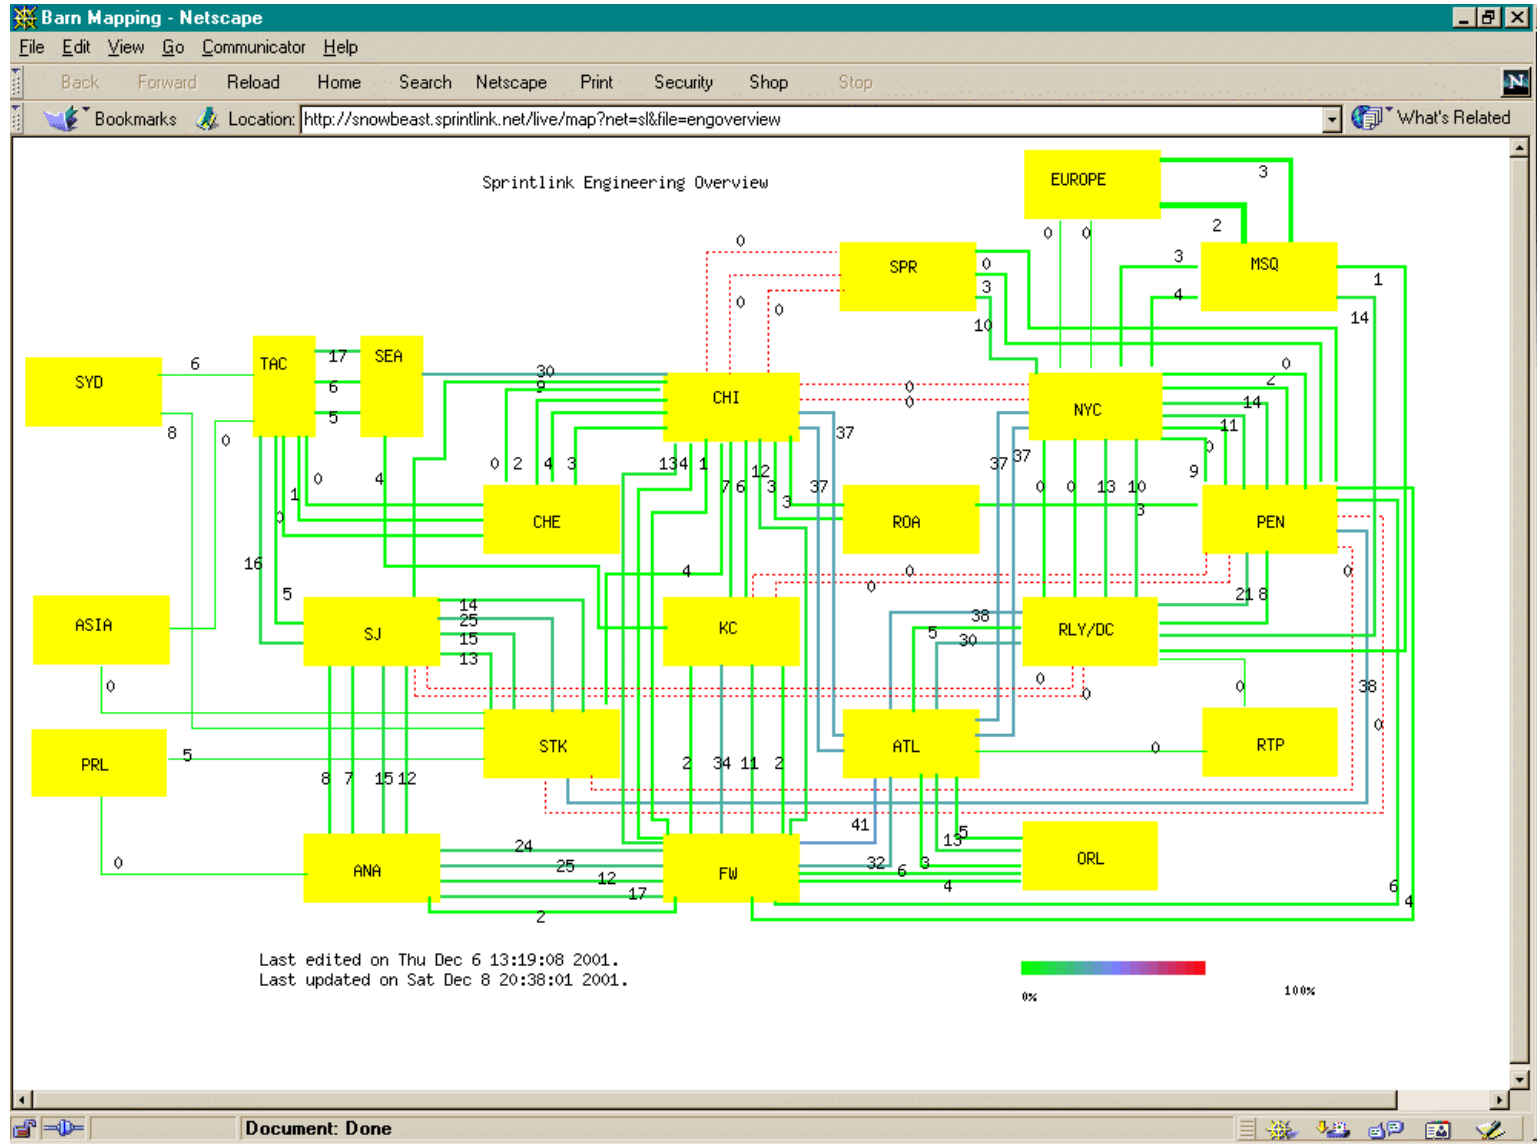 Barn Mapping - Netscape
File Edit View Go Communicator Help
Back Forward Reload Home Search Netscape Print Security Shop Stop
N
Bookmarks Location: http://snowbeast.sprintlink.net/live/map?net=sl&file=engoverview What's Related
Sprintlink Engineering Overview
EUROPE
3
2
0 0
0
SPR
0
3
MSQ
3
1
0 0
4
10
14
TAC
17
SEA
6
SYD
30
9
6
5
CHI
0
0
NYC
0
2
14
11
8
0
37
0
0 2 4 3
4
0
1
13 4 1
12
7 6 3
3
37
37 37
9
0 0 13 10
3
0
CHE
ROA
PEN
16
4
0
0
0
5
21 8
ASIA
SJ
14
25
15
13
KC
38
5 30
RLY/DC
0
0
0
0
38
0
5
PRL
STK
ATL
0
RTP
8 7 15 12
2 34 11 2
41
5
13
0
ANA
24
25
12
17
2
FW
32
6 3
4
ORL
6
4
Last edited on Thu Dec 6 13:19:08 2001.
Last updated on Sat Dec 8 20:38:01 2001.
0% 100%
Document: Done